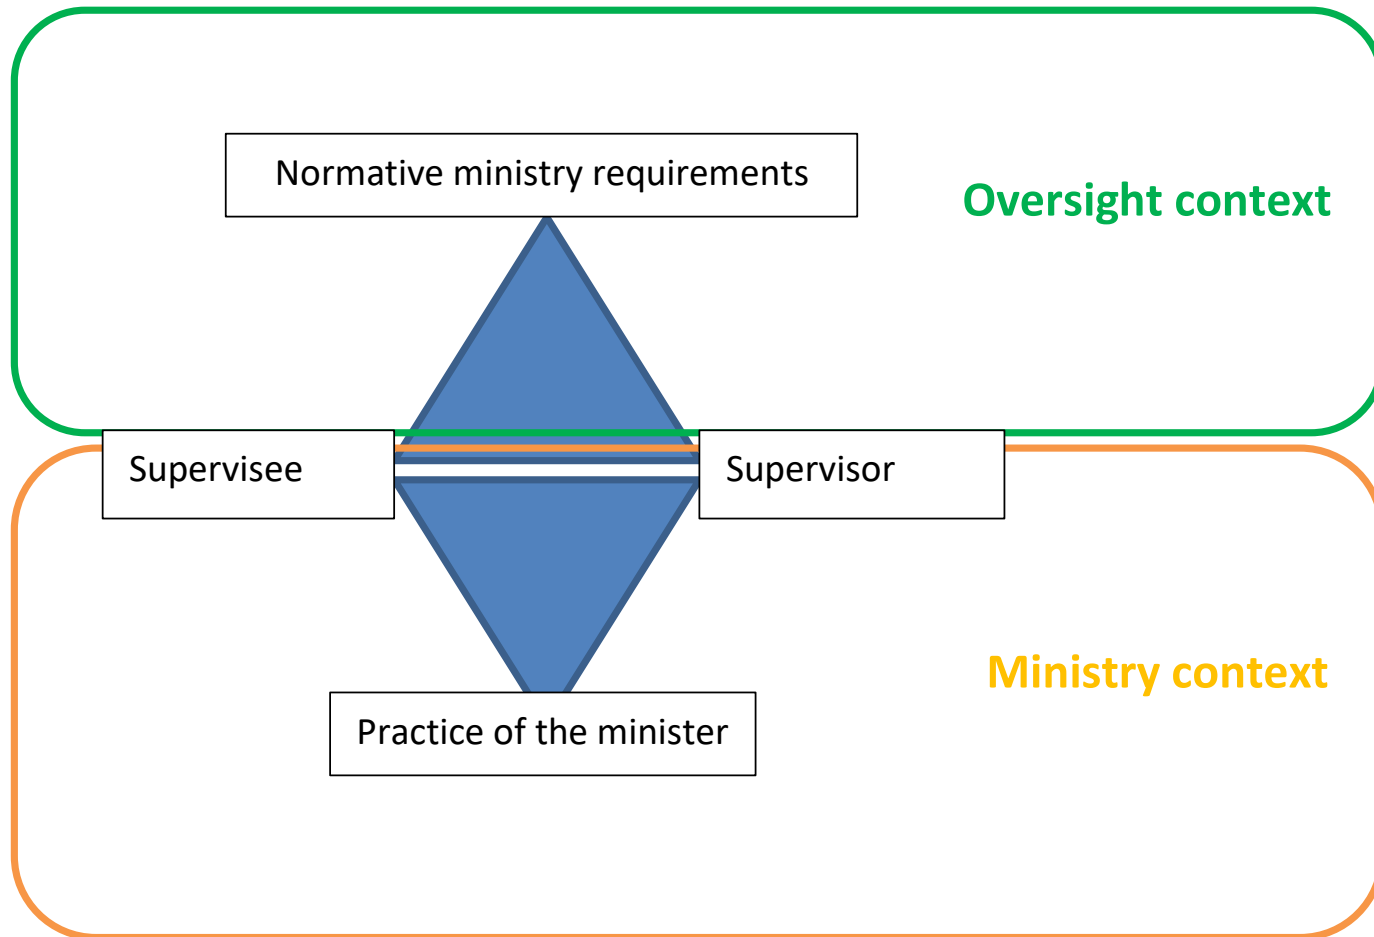 Normative ministry requirements
Oversight context
Supervisee
Supervisor
Ministry context
Practice of the minister